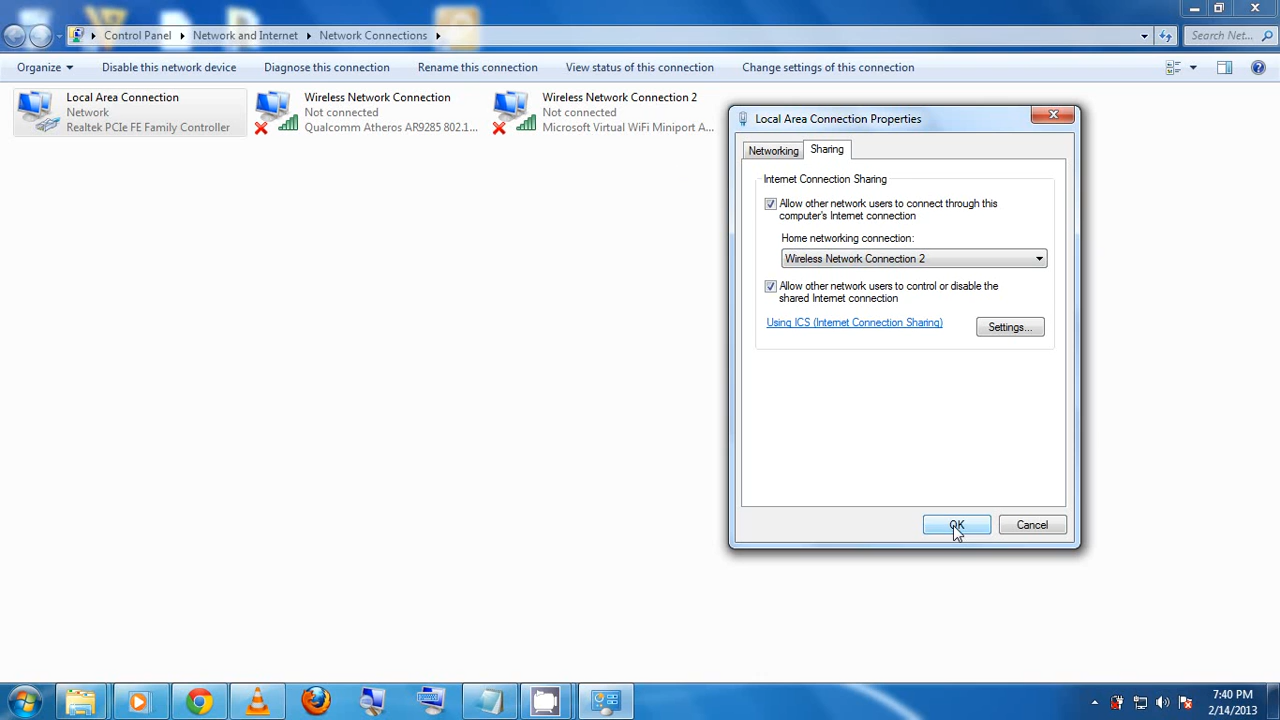 Control Panel
Network and Internet
Network Connections
Search Net...
Organize
Disable this network device
Diagnose this connection
Rename this connection
View status of this connection
Change settings of this connection
Local Area Connection
Network
Realtek PCIe FE Family Controller
Wireless Network Connection
Not connected
Qualcomm Atheros AR9285 802.1...
Wireless Network Connection 2
Not connected
Microsoft Virtual WiFi Miniport A...
Local Area Connection Properties
Networking
Sharing
Internet Connection Sharing
Allow other network users to connect through this
computer's Internet connection
Home networking connection:
Wireless Network Connection 2
Allow other network users to control or disable the
shared Internet connection
Using ICS (Internet Connection Sharing)
Settings...
OK
Cancel
7:40 PM
2/14/2013